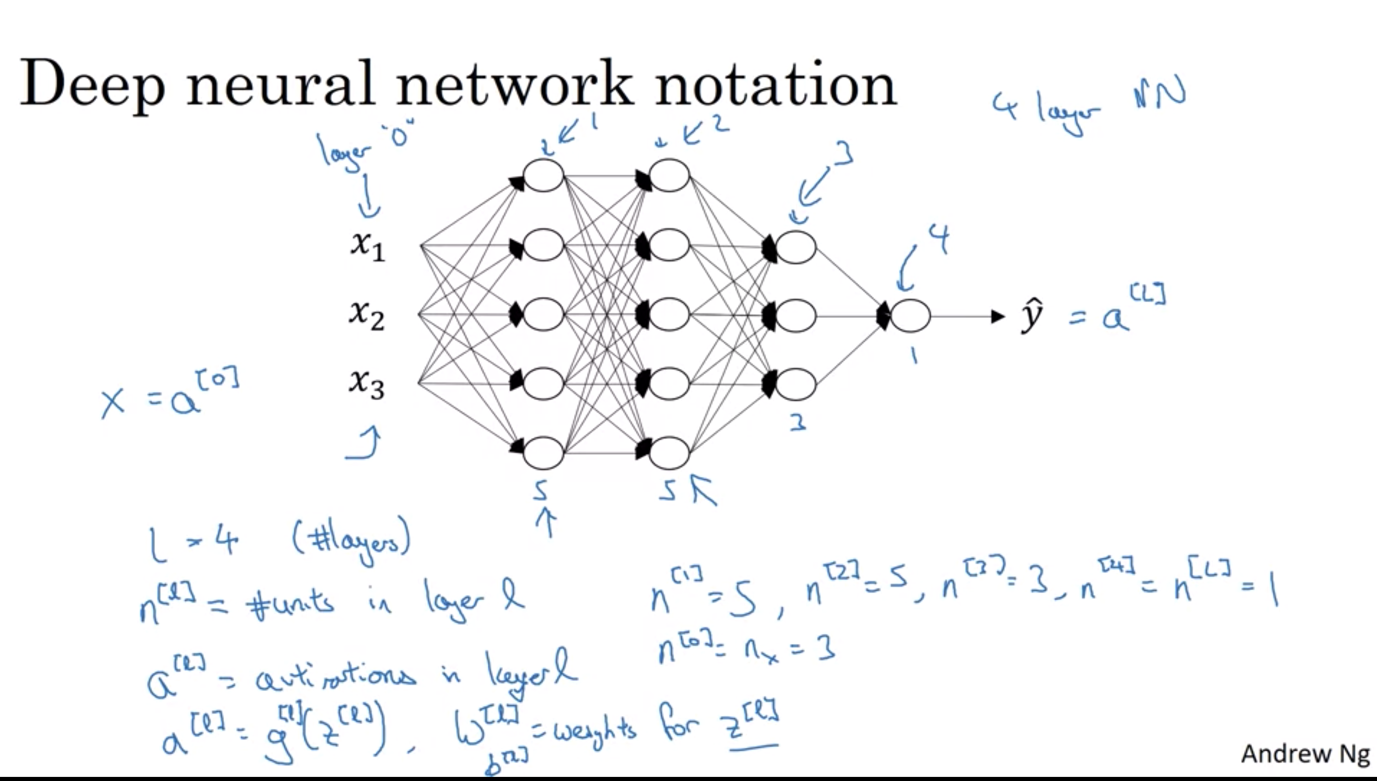 Deep neural network notation
4 layer NN
layer "0"
1
2
3
4
x₁
x₂
x₃
X = a^[0]
ŷ = a^[L]
5
5
3
1
L = 4 (#layers)
n^[l] = #units in layer l
n^[1] = 5, n^[2] = 5, n^[3] = 3, n^[4] = n^[L] = 1
n^[0] = n_x = 3
a^[l] = activations in layer l
a^[l] = g^[l](z^[l]), W^[l] = weights for z^[l]
b^[l]
Andrew Ng